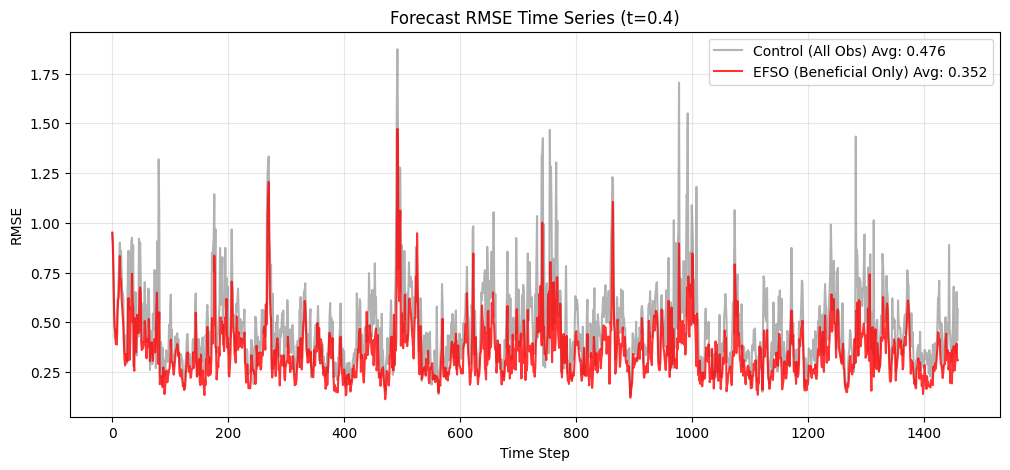 Forecast RMSE Time Series (t=0.4)
Control (All Obs) Avg: 0.476
EFSO (Beneficial Only) Avg: 0.352
RMSE
1.75
1.50
1.25
1.00
0.75
0.50
0.25
0 200 400 600 800 1000 1200 1400
Time Step